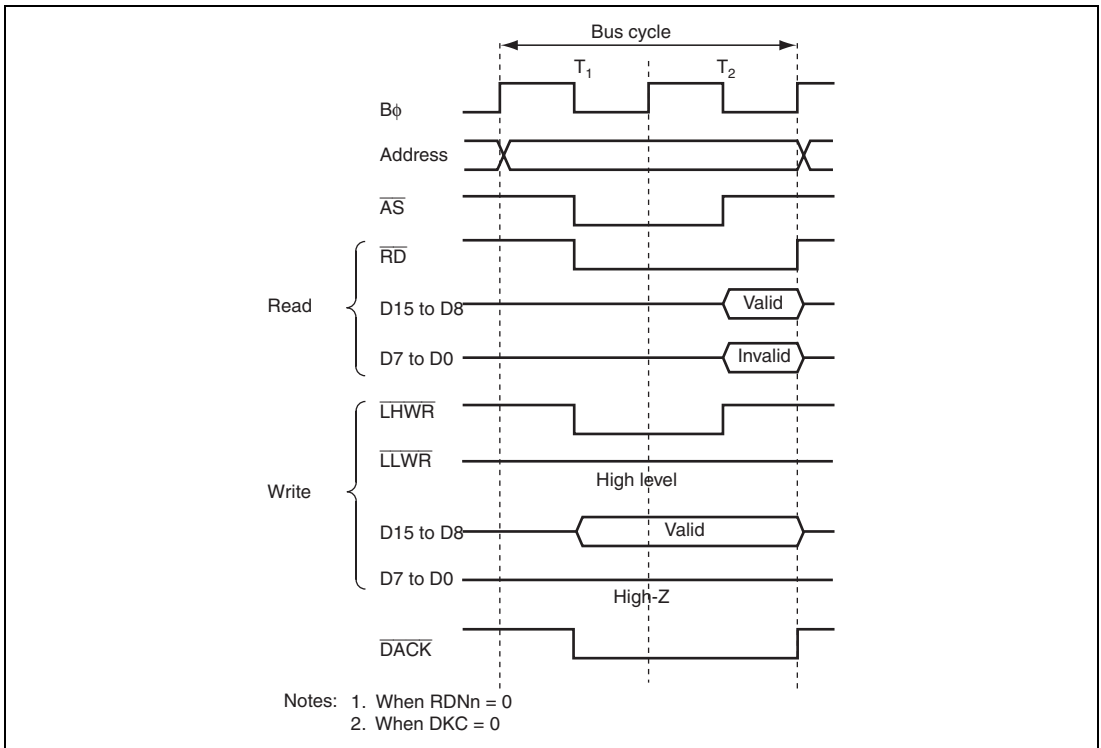 Bus cycle
T1 T2
Bφ
Address
AS
RD
Read
D15 to D8
Valid
D7 to D0
Invalid
LHWR
LLWR
High level
Write
D15 to D8
Valid
D7 to D0
High-Z
DACK
Notes: 1. When RDNn = 0
2. When DKC = 0